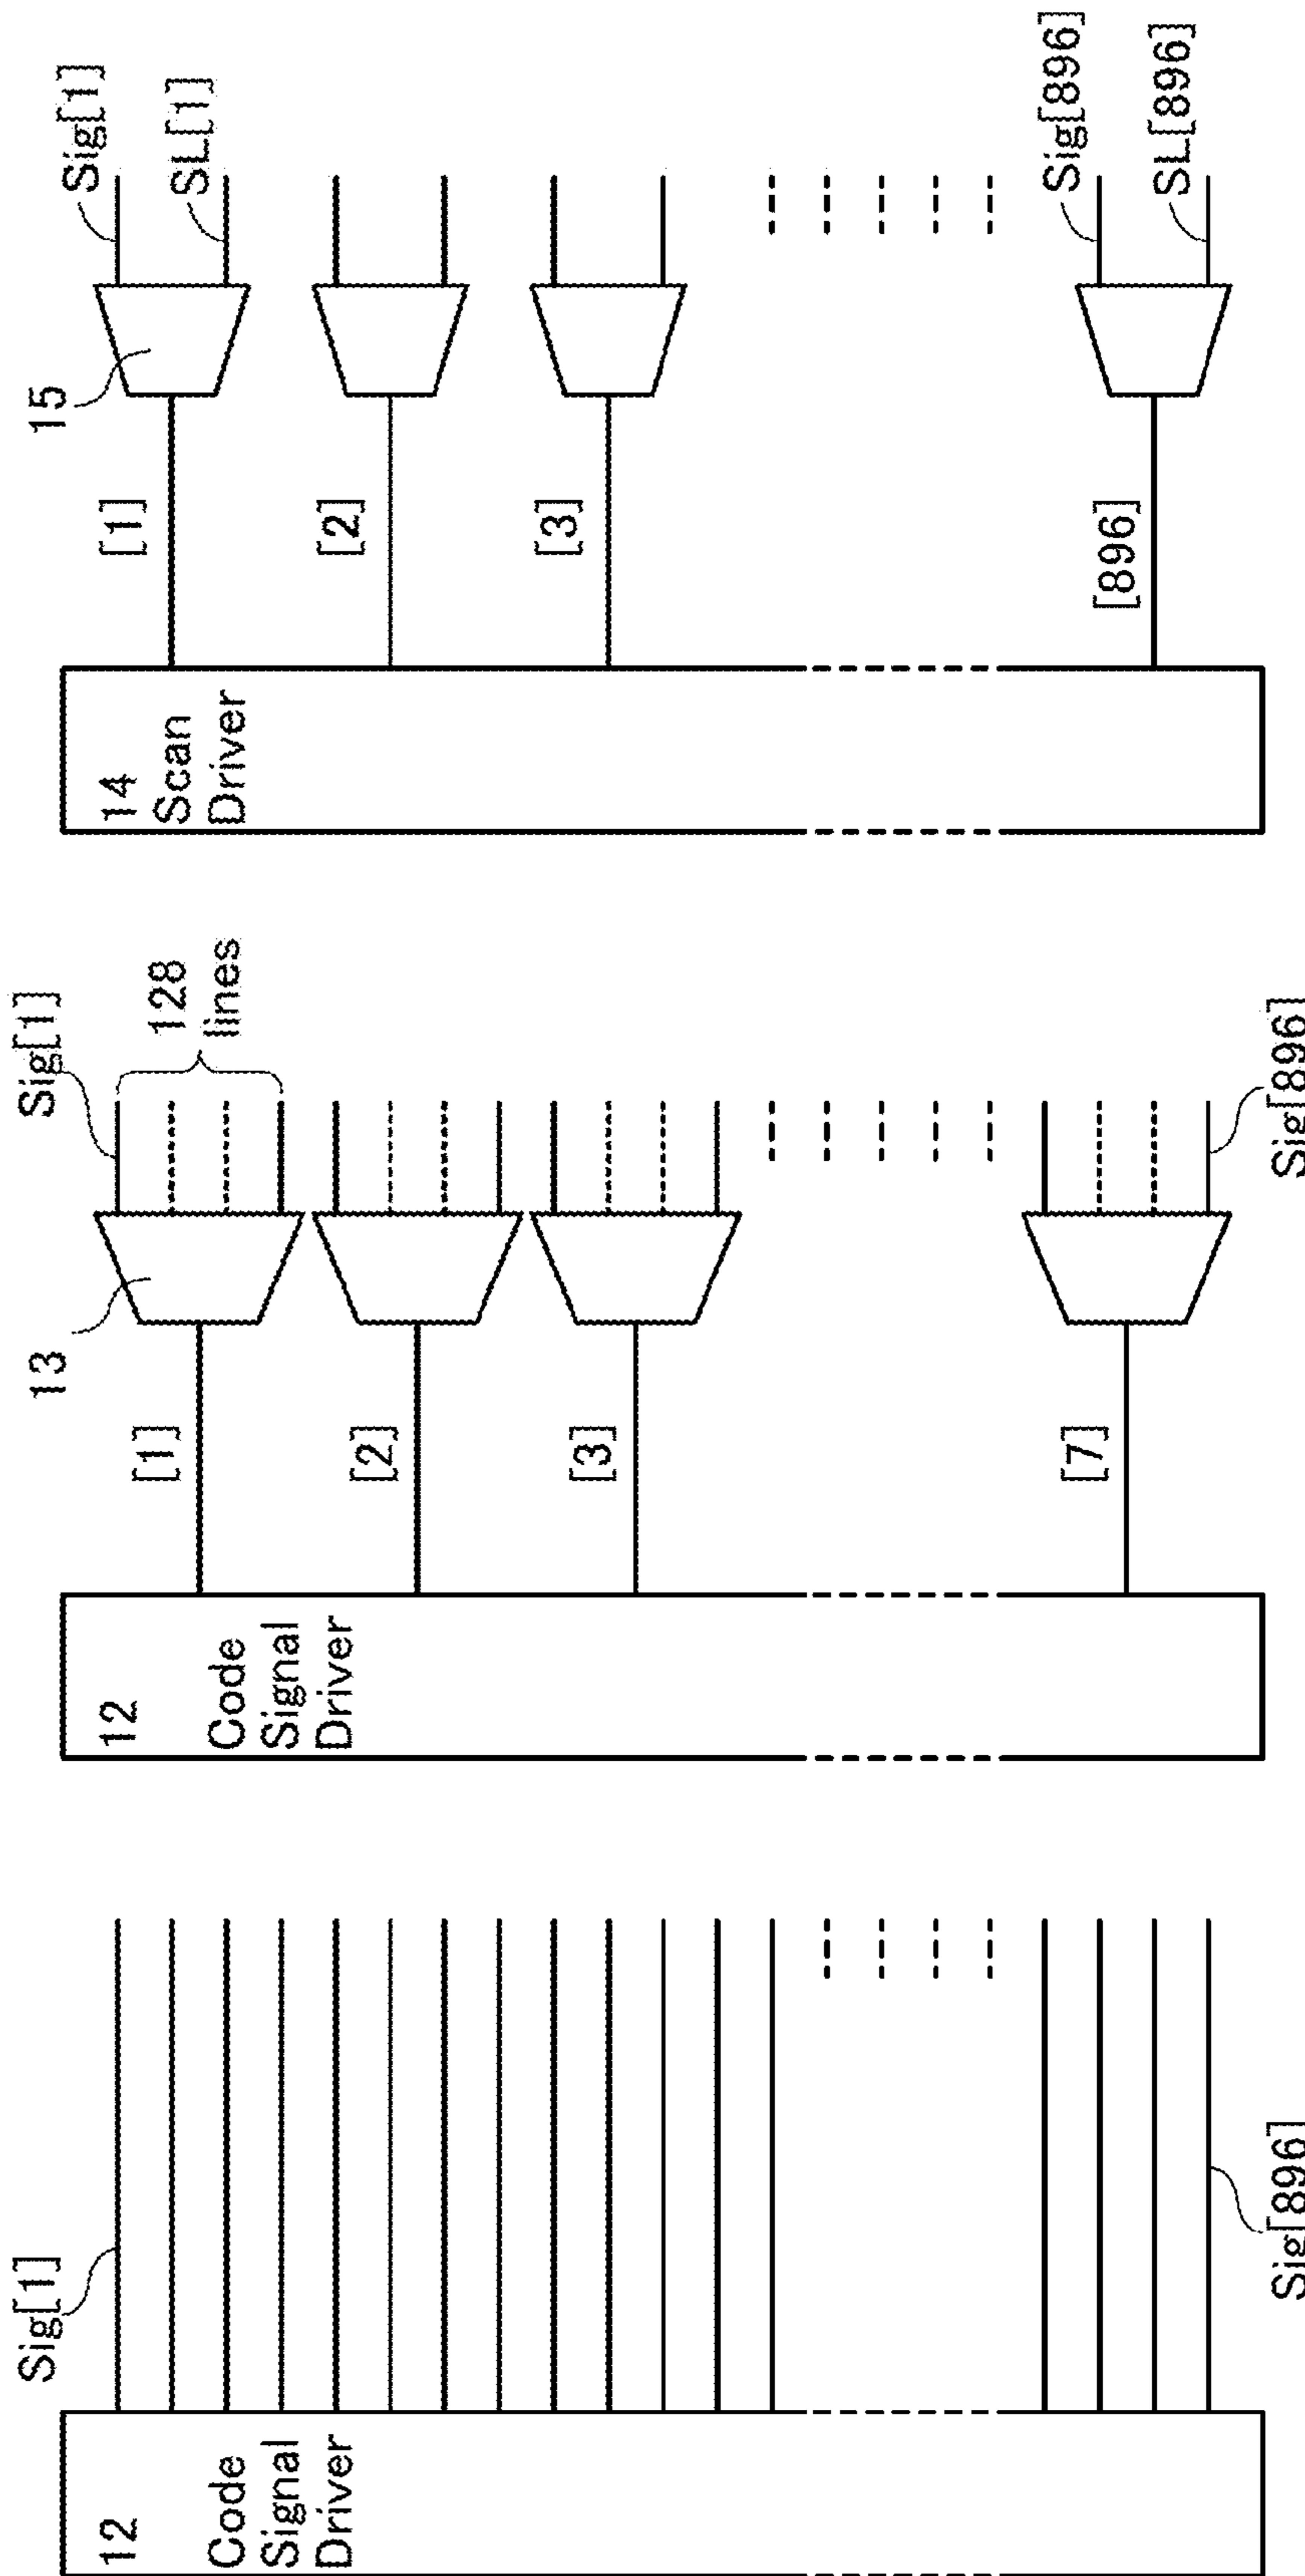 Sig[1]
12
Code
Signal
Driver
Sig[896]
Sig[1]
128
lines
13
[1]
[2]
[3]
[7]
12
Code
Signal
Driver
Sig[896]
Sig[1]
SL[1]
15
[1]
[2]
[3]
[896]
14
Scan
Driver
Sig[896]
SL[896]